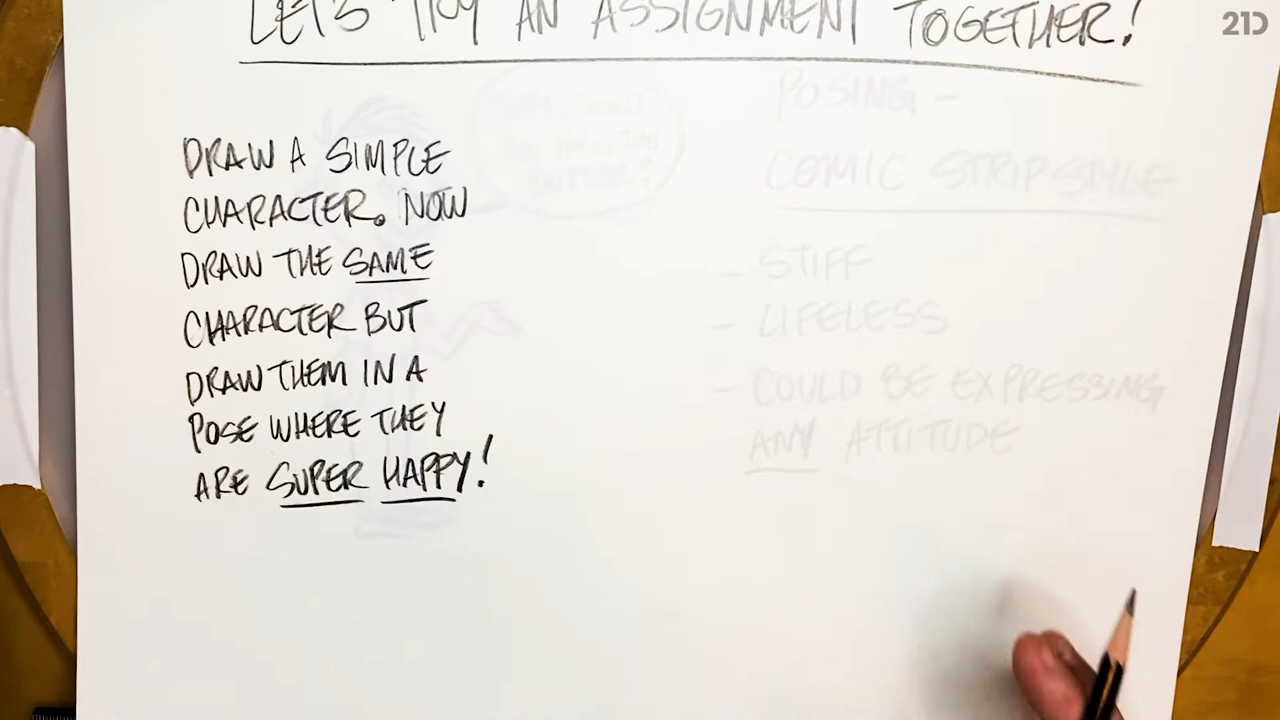 LET'S TRY AN ASSIGNMENT TOGETHER!
21D
POSING -
COMIC STRIP STYLE
- STIFF
- LIFELESS
- COULD BE EXPRESSING
ANY ATTITUDE
DRAW A SIMPLE
CHARACTER. NOW
DRAW THE SAME
CHARACTER BUT
DRAW THEM IN A
POSE WHERE THEY
ARE SUPER HAPPY!